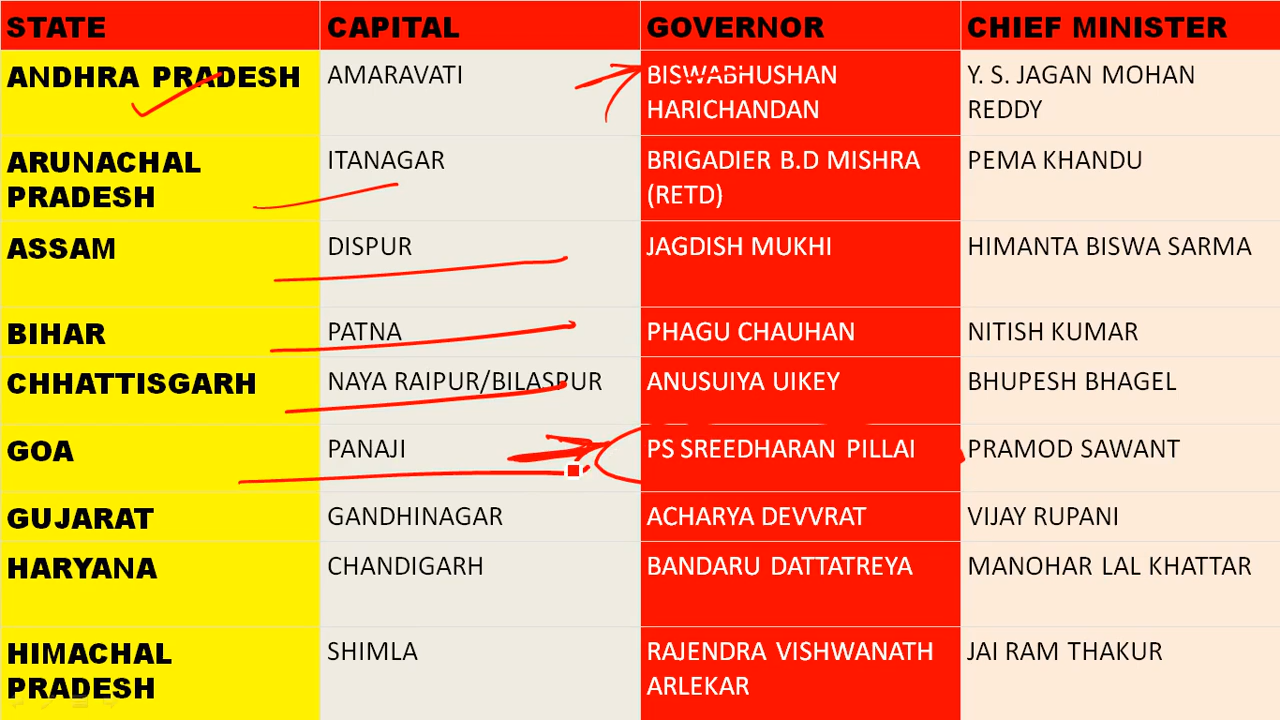 STATE CAPITAL GOVERNOR CHIEF MINISTER
ANDHRA PRADESH AMARAVATI BISWABHUSHAN HARICHANDAN Y. S. JAGAN MOHAN REDDY
ARUNACHAL PRADESH ITANAGAR BRIGADIER B.D MISHRA (RETD) PEMA KHANDU
ASSAM DISPUR JAGDISH MUKHI HIMANTA BISWA SARMA
BIHAR PATNA PHAGU CHAUHAN NITISH KUMAR
CHHATTISGARH NAYA RAIPUR/BILASPUR ANUSUIYA UIKEY BHUPESH BHAGEL
GOA PANAJI PS SREEDHARAN PILLAI PRAMOD SAWANT
GUJARAT GANDHINAGAR ACHARYA DEVVRAT VIJAY RUPANI
HARYANA CHANDIGARH BANDARU DATTATREYA MANOHAR LAL KHATTAR
HIMACHAL PRADESH SHIMLA RAJENDRA VISHWANATH ARLEKAR JAI RAM THAKUR